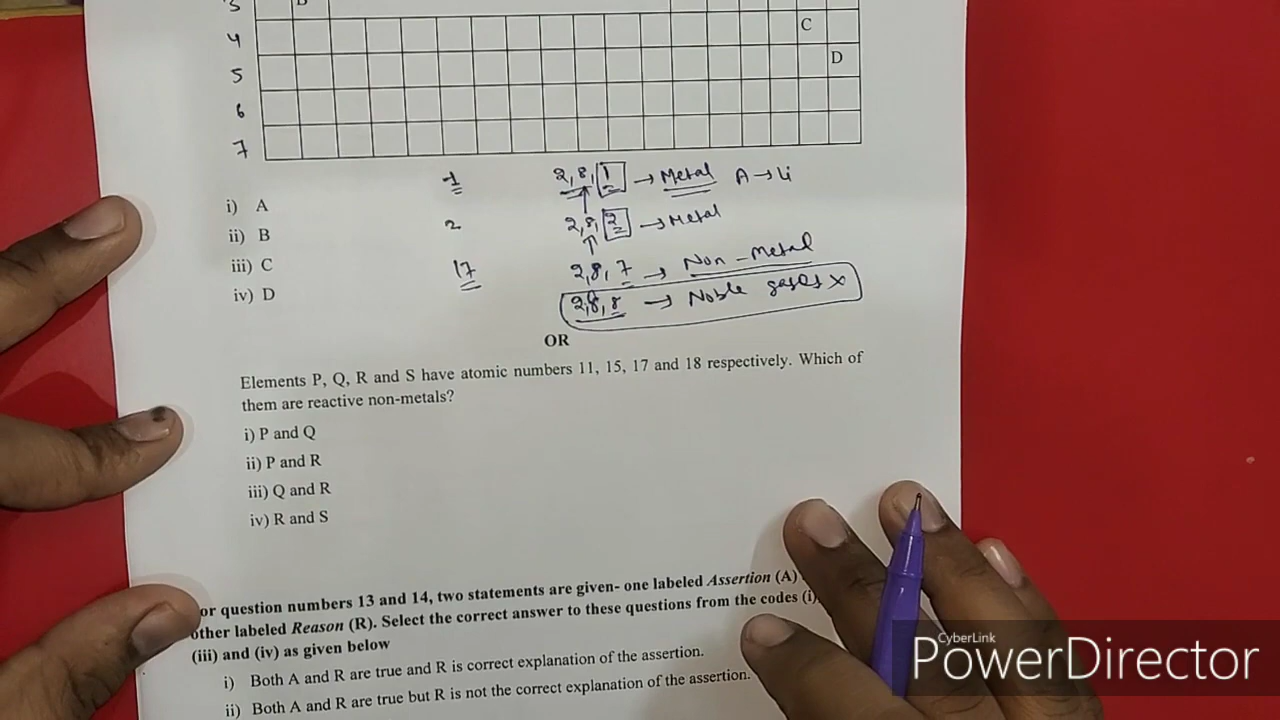 3 B
4 C
5 D
6
7
i) A 1 2,8,1 → Metal A → Li
ii) B 2 2,8,2 → Metal
iii) C 17 2,8,7 → Non-Metal
iv) D 2,8,8 → Noble gases ×
OR
Elements P, Q, R and S have atomic numbers 11, 15, 17 and 18 respectively. Which of
them are reactive non-metals?
i) P and Q
ii) P and R
iii) Q and R
iv) R and S
or question numbers 13 and 14, two statements are given- one labeled Assertion (A)
other labeled Reason (R). Select the correct answer to these questions from the codes (i),
(iii) and (iv) as given below
i) Both A and R are true and R is correct explanation of the assertion.
ii) Both A and R are true but R is not the correct explanation of the assertion.
CyberLink
PowerDirector